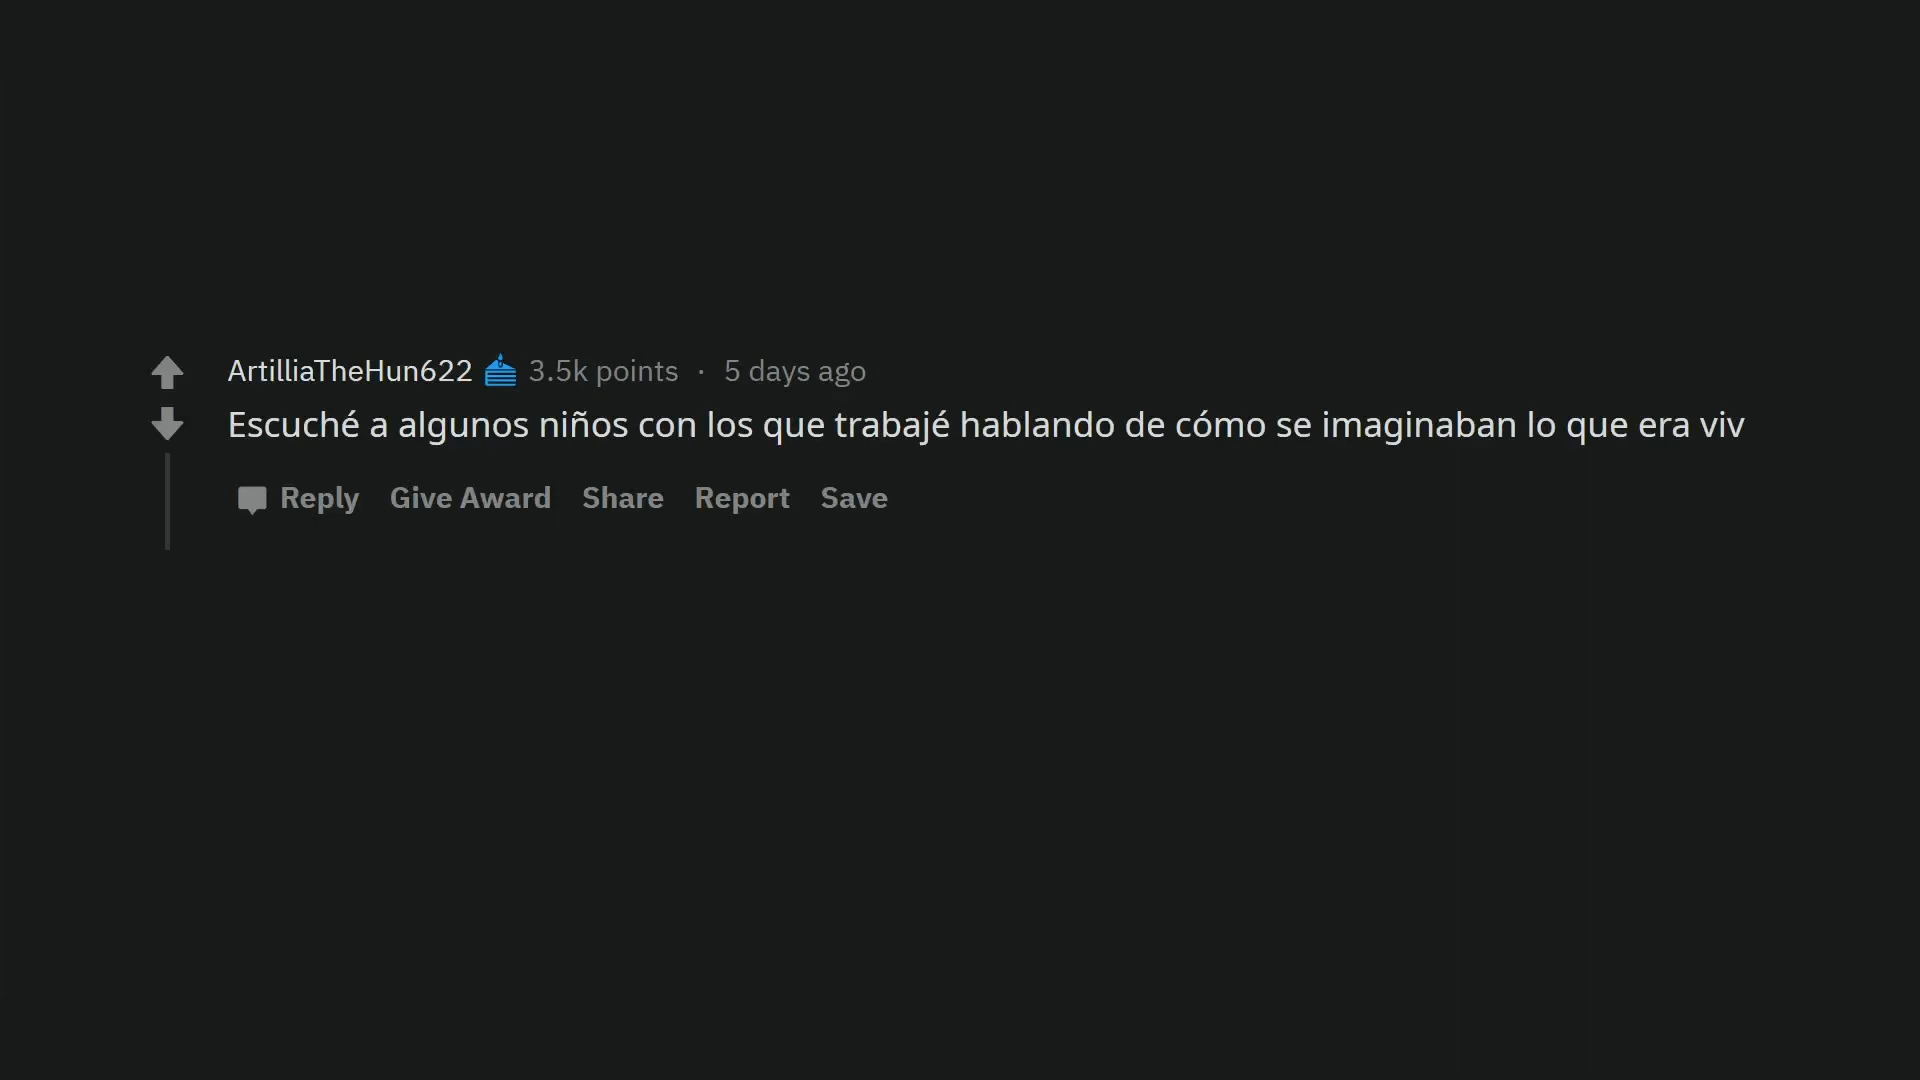 ArtilliaTheHun622 3.5k points · 5 days ago
Escuché a algunos niños con los que trabajé hablando de cómo se imaginaban lo que era viv
Reply Give Award Share Report Save